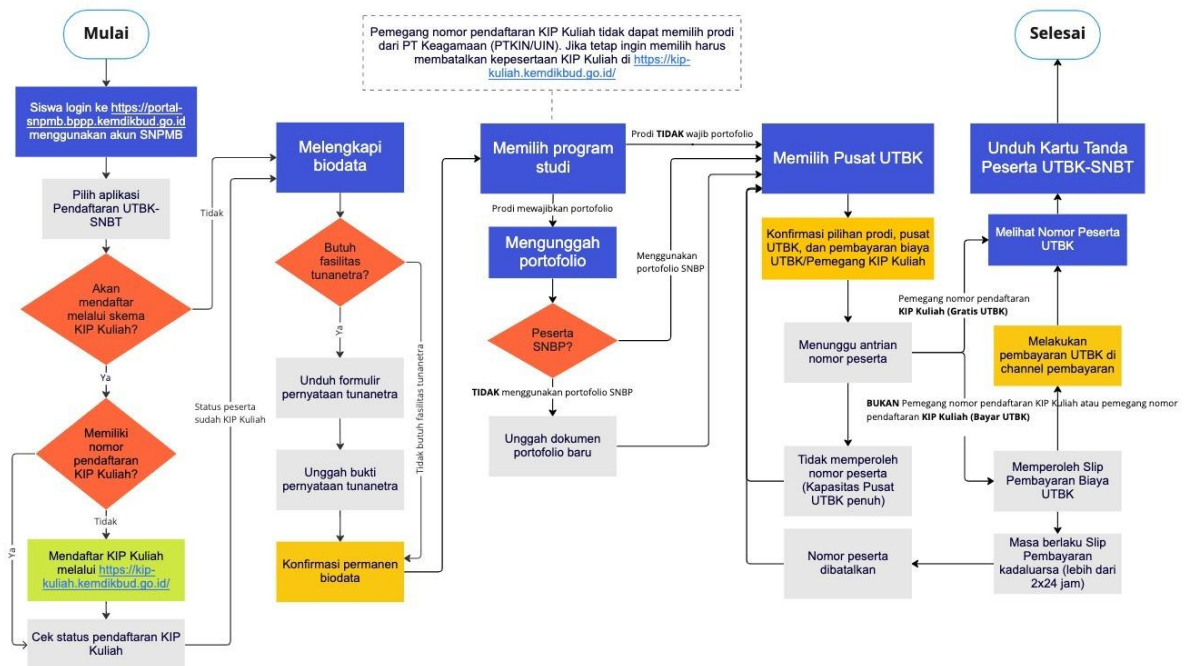 Mulai
Siswa login ke https://portal-
snpmb.bppp.kemdikbud.go.id
menggunakan akun SNPMB
Pilih aplikasi
Pendaftaran UTBK-
SNBT
Akan
mendaftar
melalui skema
KIP Kuliah?
Tidak
Ya
Memiliki
nomor
pendaftaran
KIP Kuliah?
Tidak
Ya
Mendaftar KIP Kuliah
melalui https://kip-
kuliah.kemdikbud.go.id/
Cek status pendaftaran KIP
Kuliah
Status peserta
sudah KIP Kuliah
Melengkapi
biodata
Butuh
fasilitas
tunanetra?
Ya
Tidak butuh fasilitas tunanetra
Unduh formulir
pernyataan tunanetra
Unggah bukti
pernyataan tunanetra
Konfirmasi permanen
biodata
Pemegang nomor pendaftaran KIP Kuliah tidak dapat memilih prodi
dari PT Keagamaan (PTKIN/UIN). Jika tetap ingin memilih harus
membatalkan kepesertaan KIP Kuliah di https://kip-
kuliah.kemdikbud.go.id/
Memilih program
studi
Prodi TIDAK wajib portofolio
Prodi mewajibkan portofolio
Mengunggah
portofolio
Menggunakan
portofolio SNBP
Peserta
SNBP?
TIDAK menggunakan portofolio SNBP
Unggah dokumen
portofolio baru
Memilih Pusat UTBK
Konfirmasi pilihan prodi, pusat
UTBK, dan pembayaran biaya
UTBK/Pemegang KIP Kuliah
Menunggu antrian
nomor peserta
Pemegang nomor pendaftaran
KIP Kuliah (Gratis UTBK)
BUKAN Pemegang nomor pendaftaran KIP Kuliah atau pemegang nomor
pendaftaran KIP Kuliah (Bayar UTBK)
Tidak memperoleh
nomor peserta
(Kapasitas Pusat
UTBK penuh)
Nomor peserta
dibatalkan
Selesai
Unduh Kartu Tanda
Peserta UTBK-SNBT
Melihat Nomor Peserta
UTBK
Melakukan
pembayaran UTBK di
channel pembayaran
Memperoleh Slip
Pembayaran Biaya
UTBK
Masa berlaku Slip
Pembayaran
kadaluarsa (lebih dari
2x24 jam)